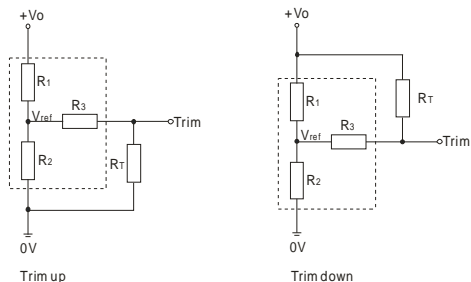 +Vo
R1
Vref
R3
Trim
R2
RT
0V
Trim up
+Vo
R1
RT
Vref
R3
Trim
R2
0V
Trim down